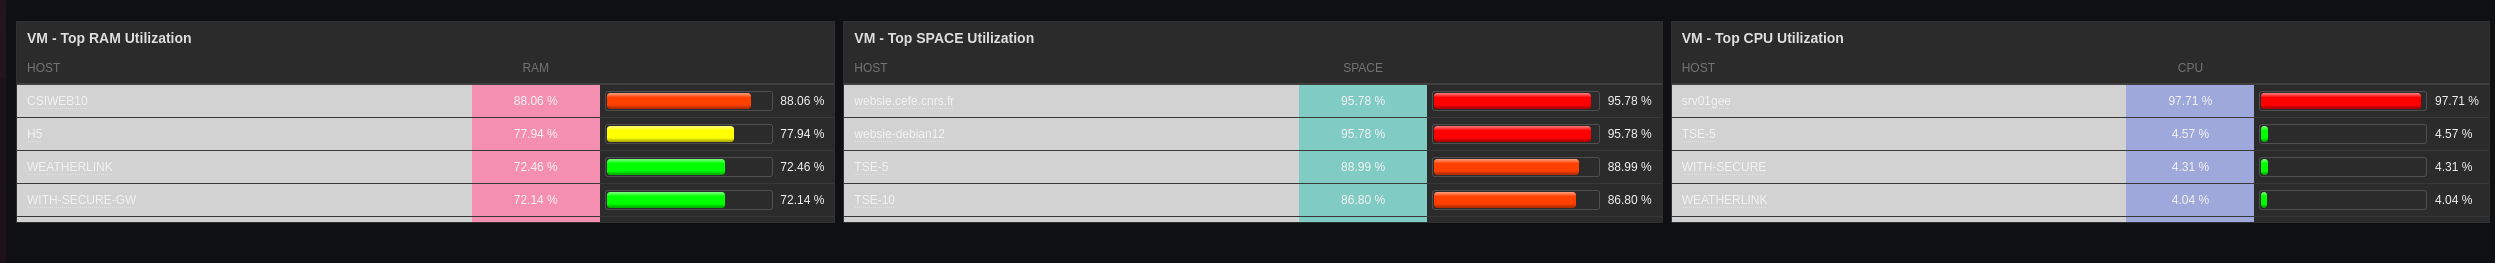 VM - Top RAM Utilization
HOST RAM
CSIWEB10 88.06 % 88.06 %
H5 77.94 % 77.94 %
WEATHERLINK 72.46 % 72.46 %
WITH-SECURE-GW 72.14 % 72.14 %
VM - Top SPACE Utilization
HOST SPACE
websie.cefe.cnrs.fr 95.78 % 95.78 %
websie-debian12 95.78 % 95.78 %
TSE-5 88.99 % 88.99 %
TSE-10 86.80 % 86.80 %
VM - Top CPU Utilization
HOST CPU
srv01gee 97.71 % 97.71 %
TSE-5 4.57 % 4.57 %
WITH-SECURE 4.31 % 4.31 %
WEATHERLINK 4.04 % 4.04 %